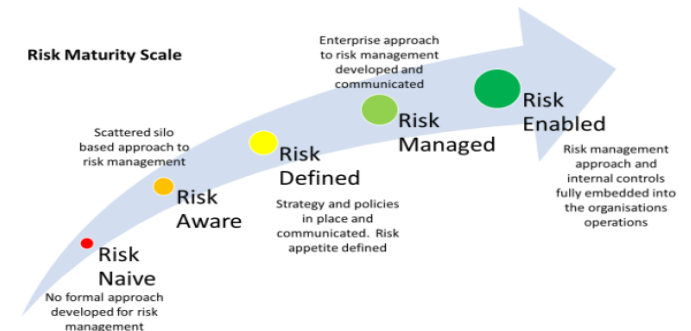 Risk Maturity Scale
Enterprise approach
to risk management
developed and
communicated
Risk
Enabled
Risk management
approach and
internal controls
fully embedded into
the organisations
operations
Risk
Managed
Scattered silo
based approach to
risk management
Risk
Defined
Strategy and policies
in place and
communicated. Risk
appetite defined
Risk
Aware
Risk
Naive
No formal approach
developed for risk
management